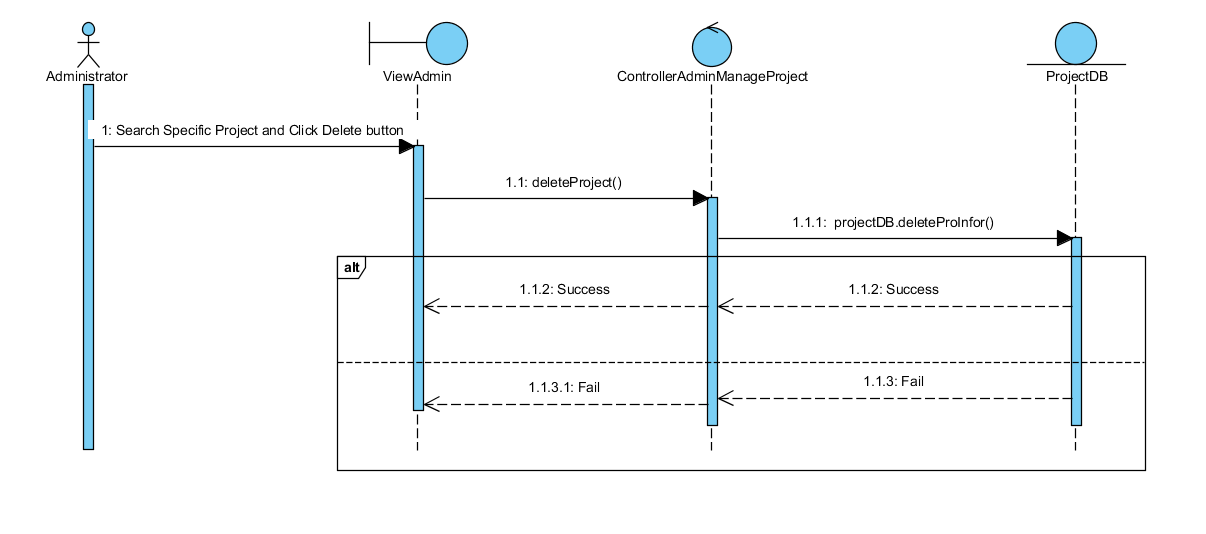 Administrator
ViewAdmin
ControllerAdminManageProject
ProjectDB
1: Search Specific Project and Click Delete button
1.1: deleteProject()
1.1.1: projectDB.deleteProInfor()
alt
1.1.2: Success
1.1.2: Success
1.1.3.1: Fail
1.1.3: Fail